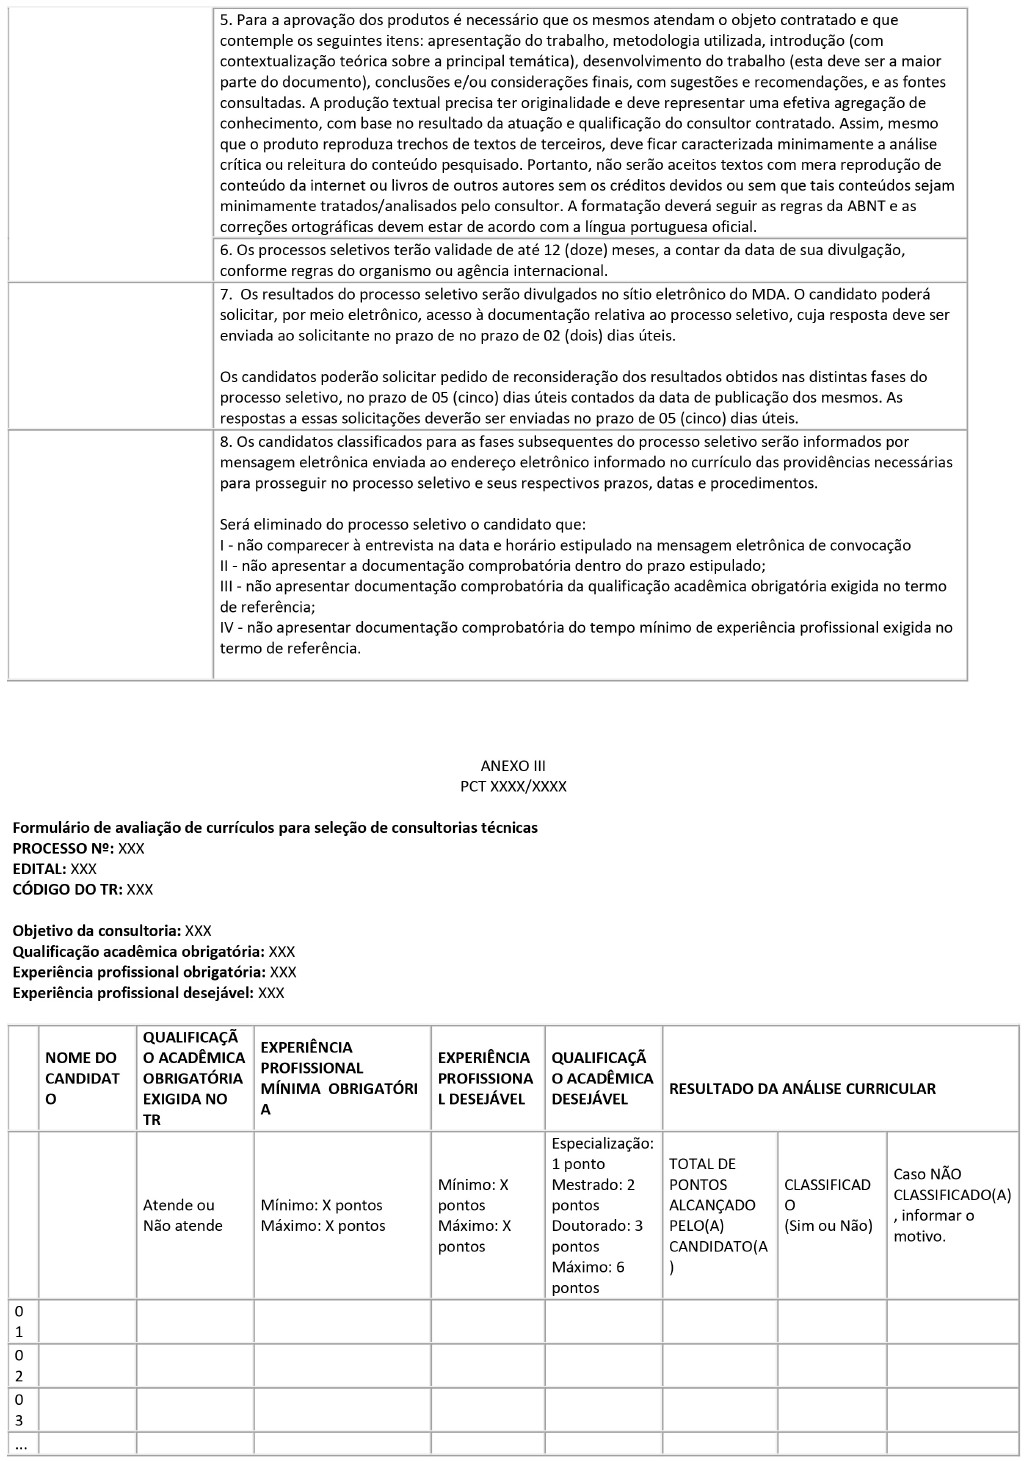 5. Para a aprovação dos produtos é necessário que os mesmos atendam o objeto contratado e que
contemple os seguintes itens: apresentação do trabalho, metodologia utilizada, introdução (com
contextualização teórica sobre a principal temática), desenvolvimento do trabalho (esta deve ser a maior
parte do documento), conclusões e/ou considerações finais, com sugestões e recomendações, e as fontes
consultadas. A produção textual precisa ter originalidade e deve representar uma efetiva agregação de
conhecimento, com base no resultado da atuação e qualificação do consultor contratado. Assim, mesmo
que o produto reproduza trechos de textos de terceiros, deve ficar caracterizada minimamente a análise
crítica ou releitura do conteúdo pesquisado. Portanto, não serão aceitos textos com mera reprodução de
conteúdo da internet ou livros de outros autores sem os créditos devidos ou sem que tais conteúdos sejam
minimamente tratados/analisados pelo consultor. A formatação deverá seguir as regras da ABNT e as
correções ortográficas devem estar de acordo com a língua portuguesa oficial.
6. Os processos seletivos terão validade de até 12 (doze) meses, a contar da data de sua divulgação,
conforme regras do organismo ou agência internacional.
7. Os resultados do processo seletivo serão divulgados no sítio eletrônico do MDA. O candidato poderá
solicitar, por meio eletrônico, acesso à documentação relativa ao processo seletivo, cuja resposta deve ser
enviada ao solicitante no prazo de no prazo de 02 (dois) dias úteis.
Os candidatos poderão solicitar pedido de reconsideração dos resultados obtidos nas distintas fases do
processo seletivo, no prazo de 05 (cinco) dias úteis contados da data de publicação dos mesmos. As
respostas a essas solicitações deverão ser enviadas no prazo de 05 (cinco) dias úteis.
8. Os candidatos classificados para as fases subsequentes do processo seletivo serão informados por
mensagem eletrônica enviada ao endereço eletrônico informado no currículo das providências necessárias
para prosseguir no processo seletivo e seus respectivos prazos, datas e procedimentos.
Será eliminado do processo seletivo o candidato que:
I - não comparecer à entrevista na data e horário estipulado na mensagem eletrônica de convocação
II - não apresentar a documentação comprobatória dentro do prazo estipulado;
III - não apresentar documentação comprobatória da qualificação acadêmica obrigatória exigida no termo
de referência;
IV - não apresentar documentação comprobatória do tempo mínimo de experiência profissional exigida no
termo de referência.
ANEXO III
PCT XXXX/XXXX
Formulário de avaliação de currículos para seleção de consultorias técnicas
PROCESSO Nº: XXX
EDITAL: XXX
CÓDIGO DO TR: XXX
Objetivo da consultoria: XXX
Qualificação acadêmica obrigatória: XXX
Experiência profissional obrigatória: XXX
Experiência profissional desejável: XXX
NOME DO
CANDIDAT
O
QUALIFICAÇÃ
O ACADÊMICA
OBRIGATÓRIA
EXIGIDA NO
TR
EXPERIÊNCIA
PROFISSIONAL
MÍNIMA OBRIGATÓRI
A
EXPERIÊNCIA
PROFISSIONA
L DESEJÁVEL
QUALIFICAÇÃ
O ACADÊMICA
DESEJÁVEL
RESULTADO DA ANÁLISE CURRICULAR
Atende ou
Não atende
Mínimo: X pontos
Máximo: X pontos
Mínimo: X
pontos
Máximo: X
pontos
Especialização:
1 ponto
Mestrado: 2
pontos
Doutorado: 3
pontos
Máximo: 6
pontos
TOTAL DE
PONTOS
ALCANÇADO
PELO(A)
CANDIDATO(A
)
CLASSIFICAD
O
(Sim ou Não)
Caso NÃO
CLASSIFICADO(A)
, informar o
motivo.
0
1
0
2
0
3
...